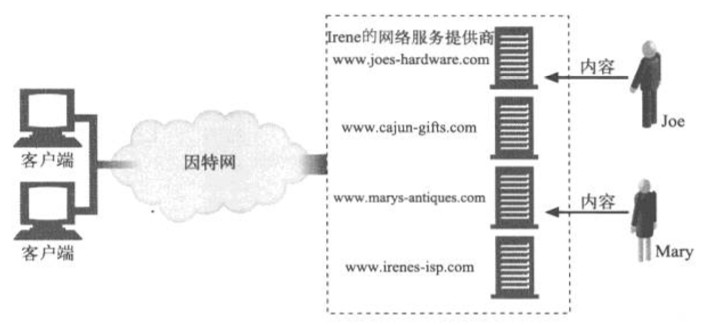 Irene的网络服务提供商
www.joes-hardware.com
内容
Joe
www.cajun-gifts.com
客户端
因特网
www.marys-antiques.com
内容
Mary
客户端
www.irenes-isp.com